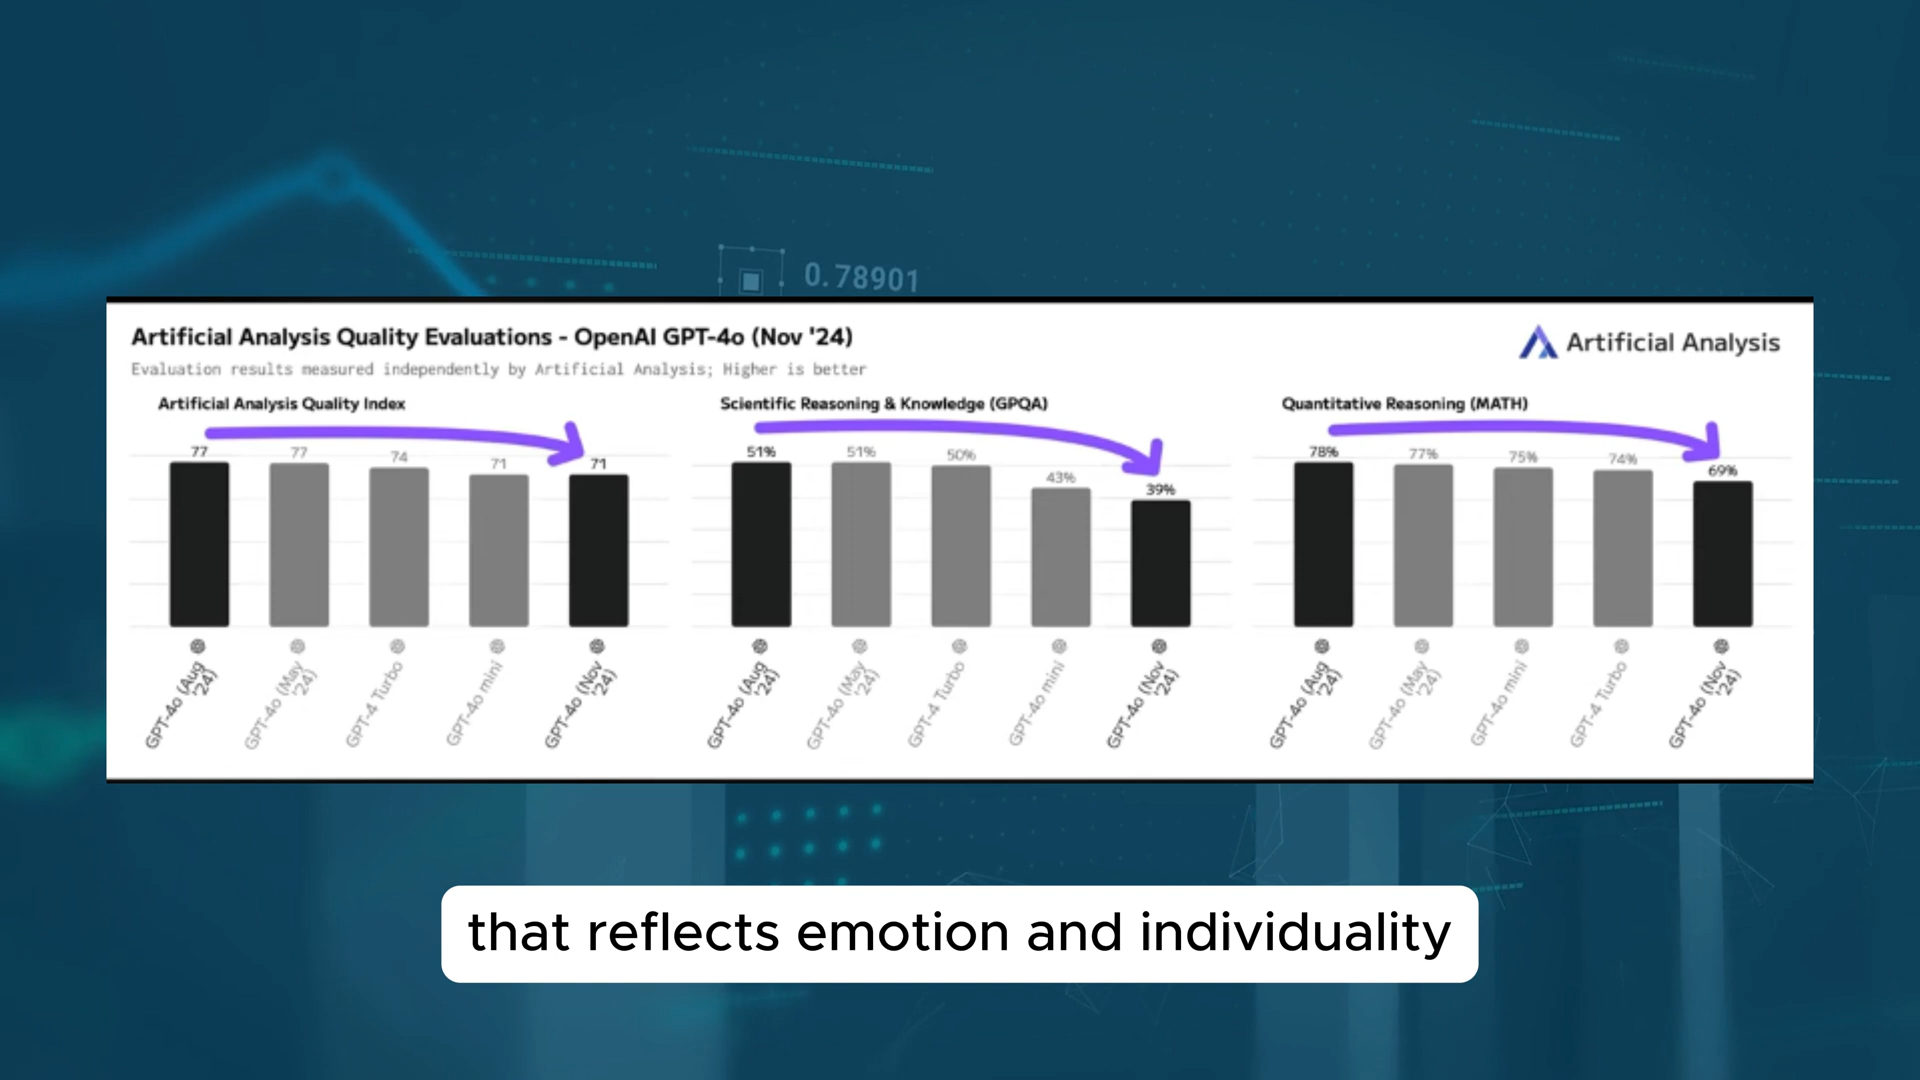 0.78901
Artificial Analysis Quality Evaluations - OpenAI GPT-4o (Nov '24)
Artificial Analysis
Evaluation results measured independently by Artificial Analysis; Higher is better
Artificial Analysis Quality Index
77
77
74
71
71
GPT-4o (Aug '24)
GPT-4o (May '24)
GPT-4 Turbo
GPT-4o mini
GPT-4o (Nov '24)
Scientific Reasoning & Knowledge (GPQA)
51%
51%
50%
43%
39%
GPT-4o (Aug '24)
GPT-4o (May '24)
GPT-4 Turbo
GPT-4o mini
GPT-4o (Nov '24)
Quantitative Reasoning (MATH)
78%
77%
75%
74%
69%
GPT-4o (Aug '24)
GPT-4o (May '24)
GPT-4o mini
GPT-4 Turbo
GPT-4o (Nov '24)
that reflects emotion and individuality